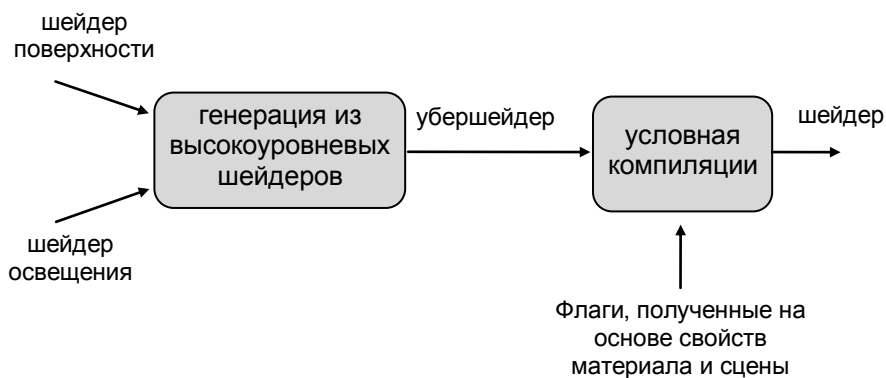 шейдер
поверхности
генерация из
высокоуровневых
шейдеров
шейдер
освещения
убершейдер
условная
компиляции
шейдер
Флаги, полученные на
основе свойств
материала и сцены